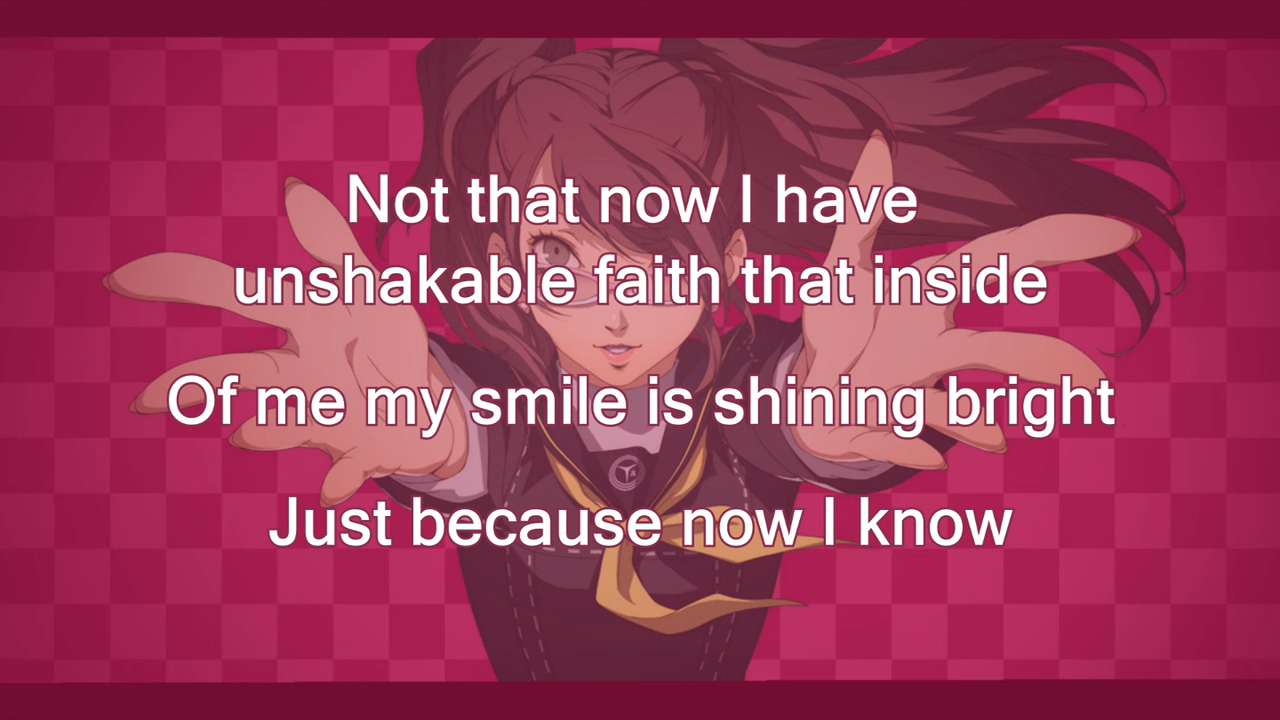 Not that now I have
unshakable faith that inside
Of me my smile is shining bright
Just because now I know